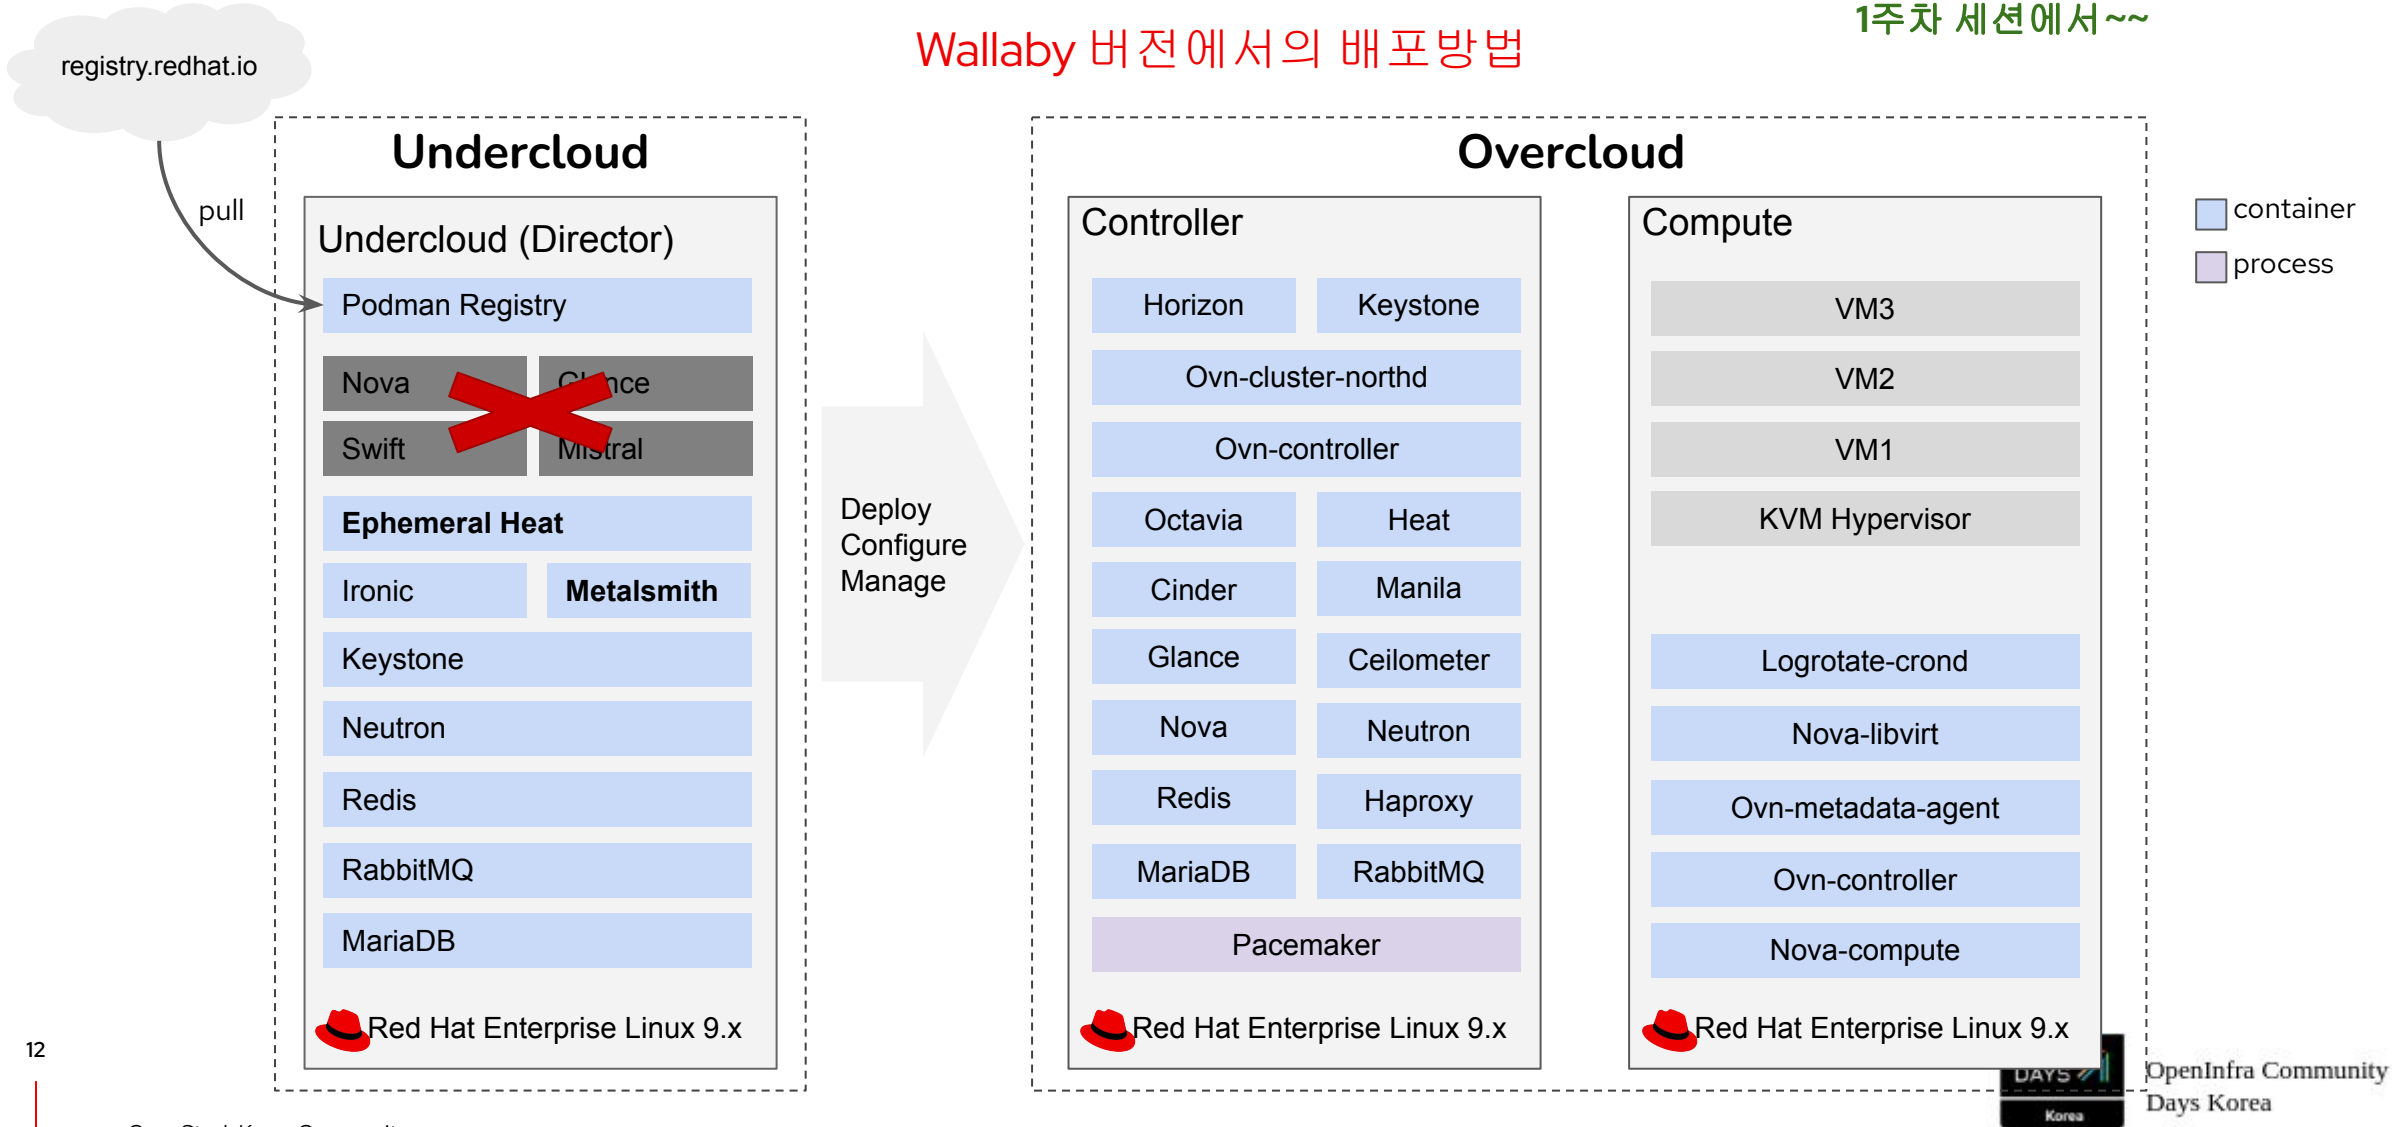 1주차 세션에서~~
Wallaby 버전에서의 배포방법
registry.redhat.io
pull
Undercloud
Undercloud (Director)
Podman Registry
Nova
Glance
Swift
Mistral
Ephemeral Heat
Ironic
Metalsmith
Keystone
Neutron
Redis
RabbitMQ
MariaDB
Red Hat Enterprise Linux 9.x
Deploy
Configure
Manage
Overcloud
Controller
Horizon
Keystone
Ovn-cluster-northd
Ovn-controller
Octavia
Heat
Cinder
Manila
Glance
Ceilometer
Nova
Neutron
Redis
Haproxy
MariaDB
RabbitMQ
Pacemaker
Red Hat Enterprise Linux 9.x
Compute
VM3
VM2
VM1
KVM Hypervisor
Logrotate-crond
Nova-libvirt
Ovn-metadata-agent
Ovn-controller
Nova-compute
Red Hat Enterprise Linux 9.x
container
process
12
DAYS
Korea
OpenInfra Community
Days Korea